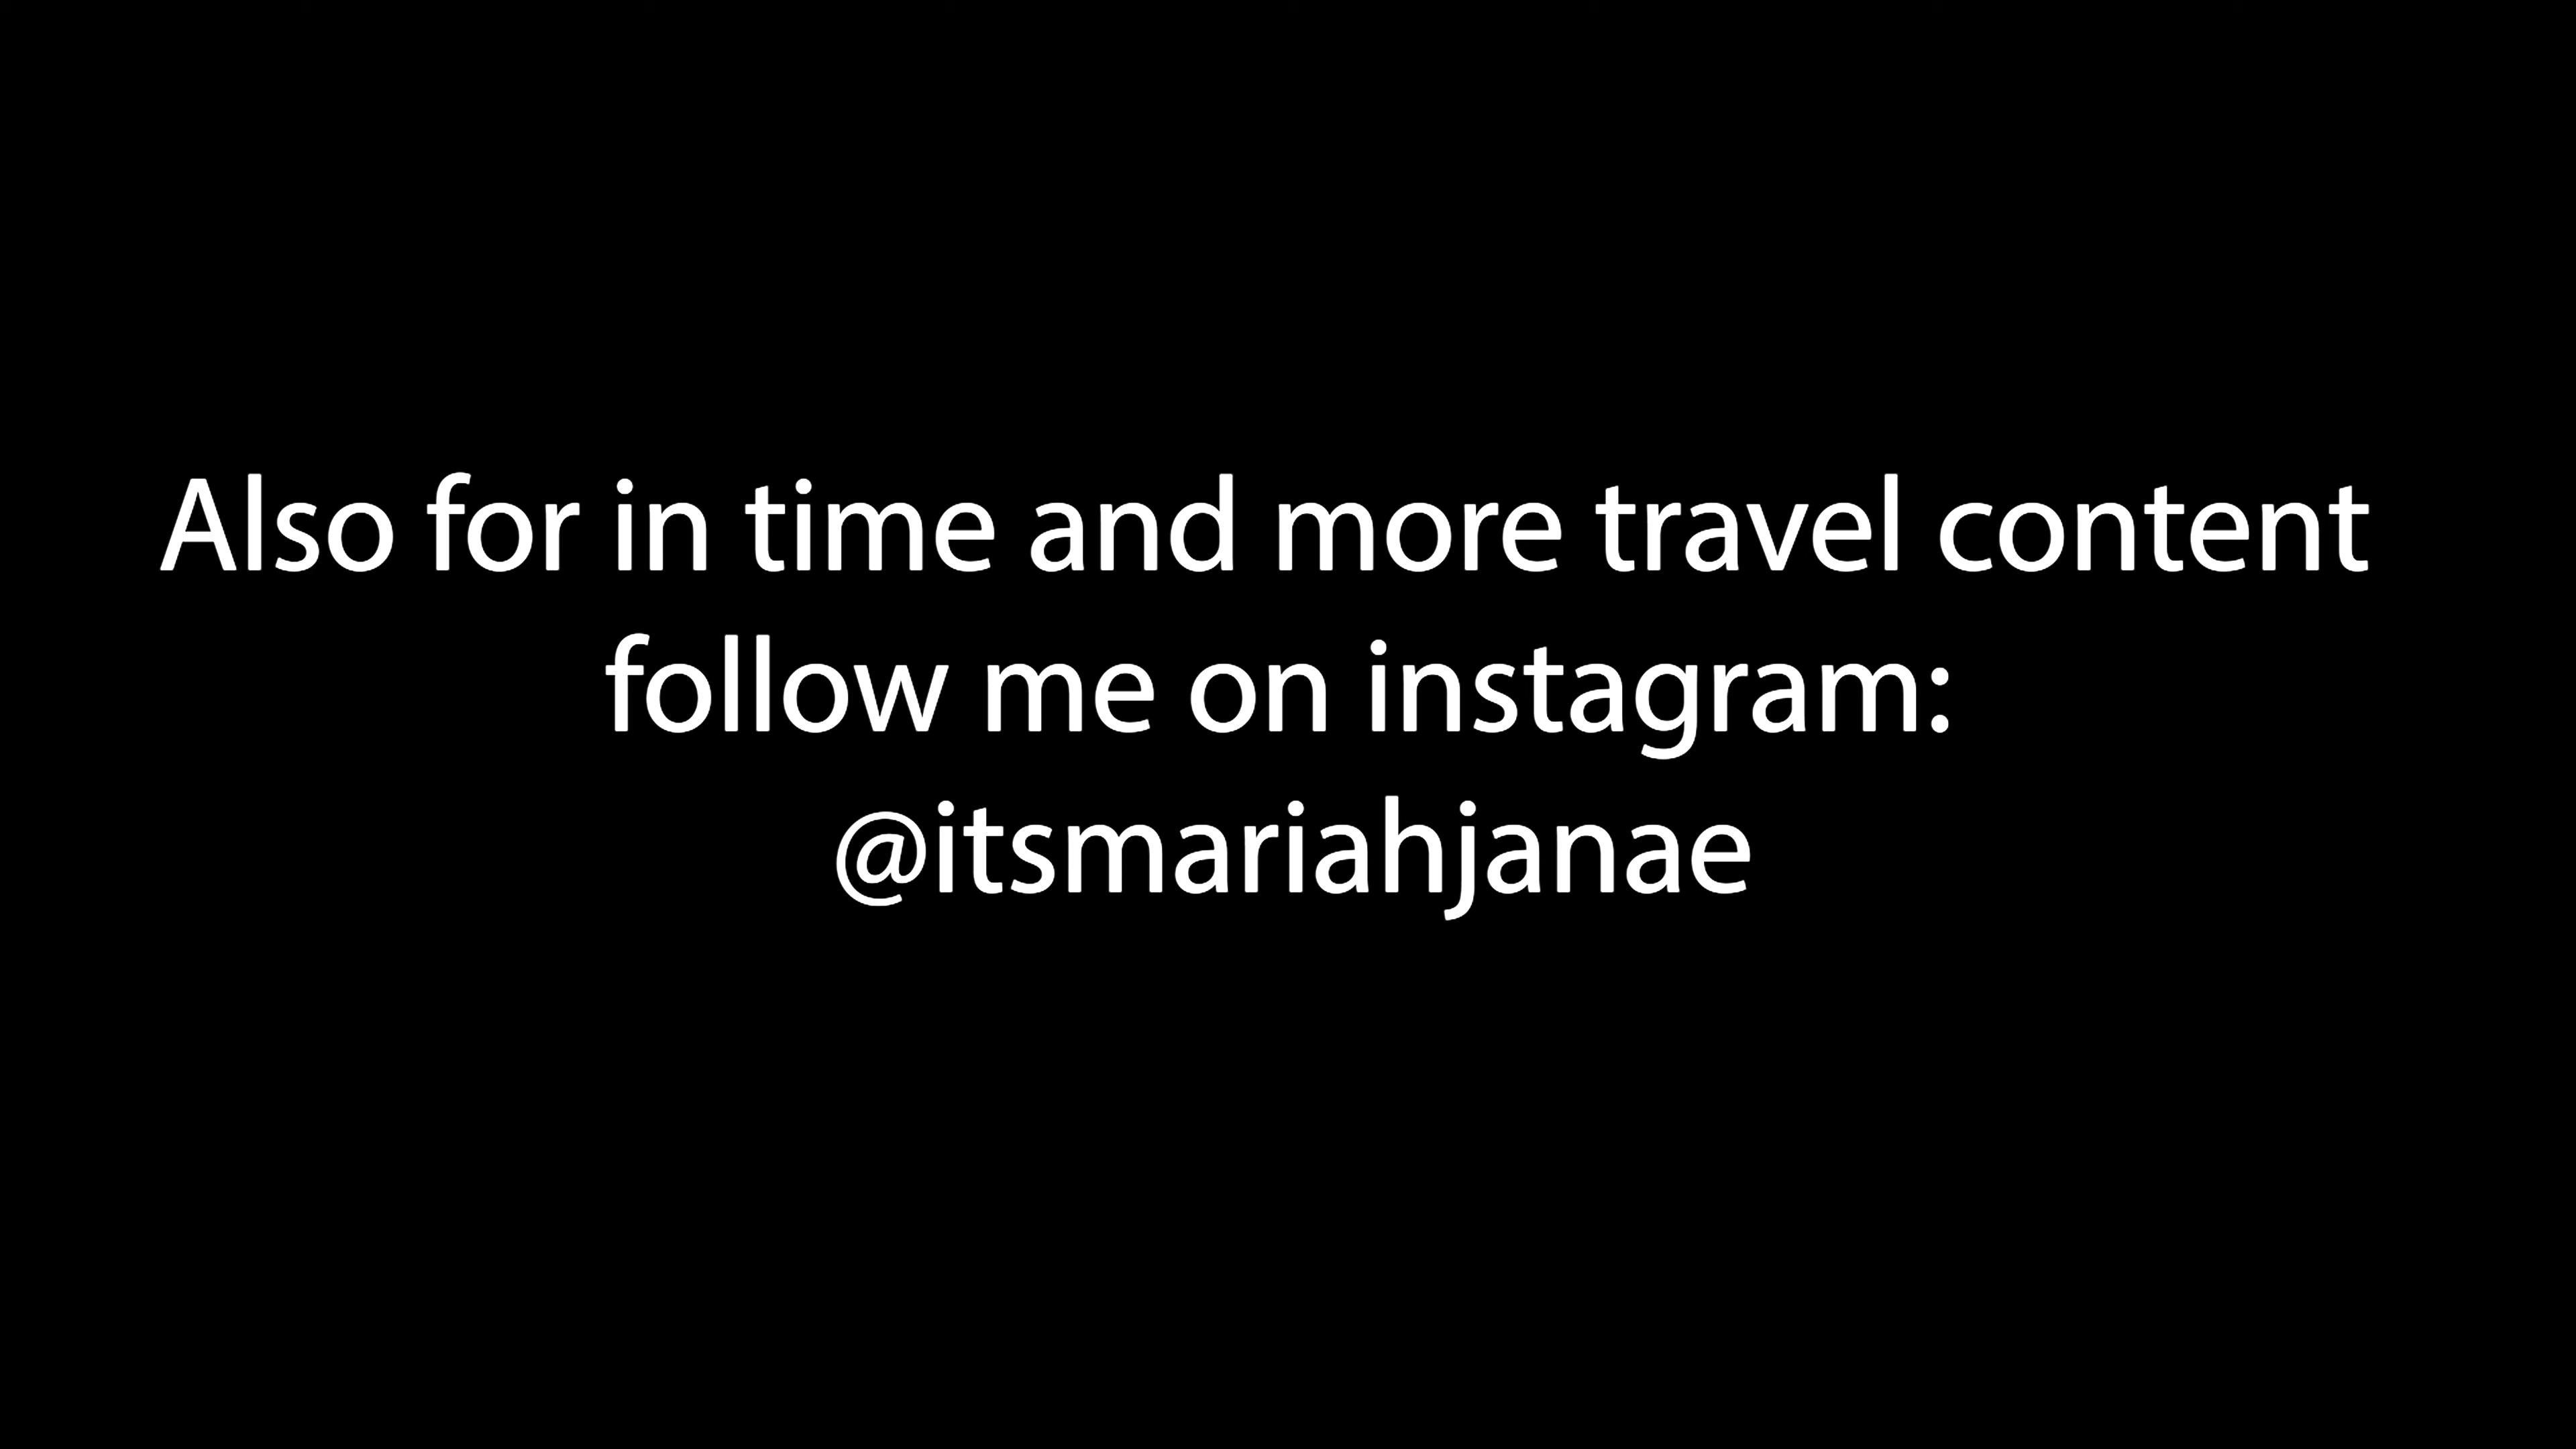 Also for in time and more travel content
follow me on instagram:
@itsmariahjanae